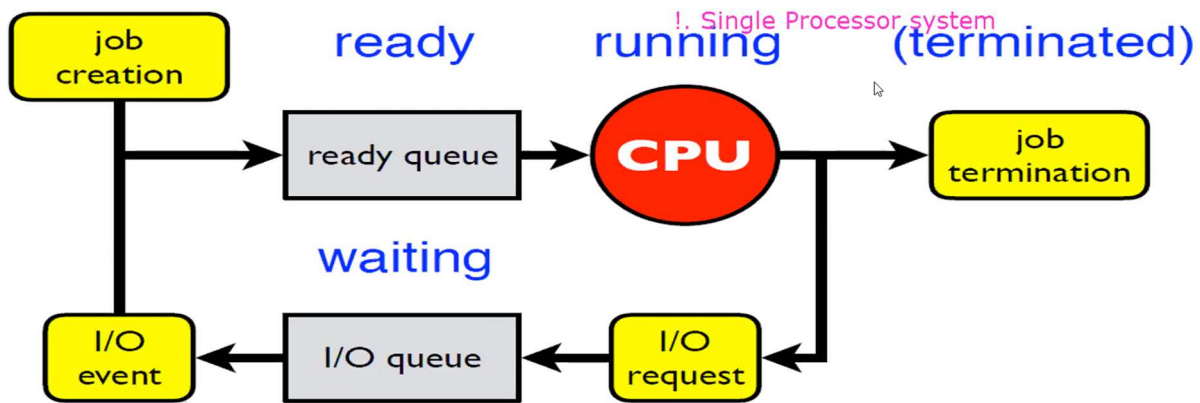 !. Single Processor system
job
creation
ready
running
(terminated)
ready queue
CPU
job
termination
waiting
I/O
event
I/O queue
I/O
request